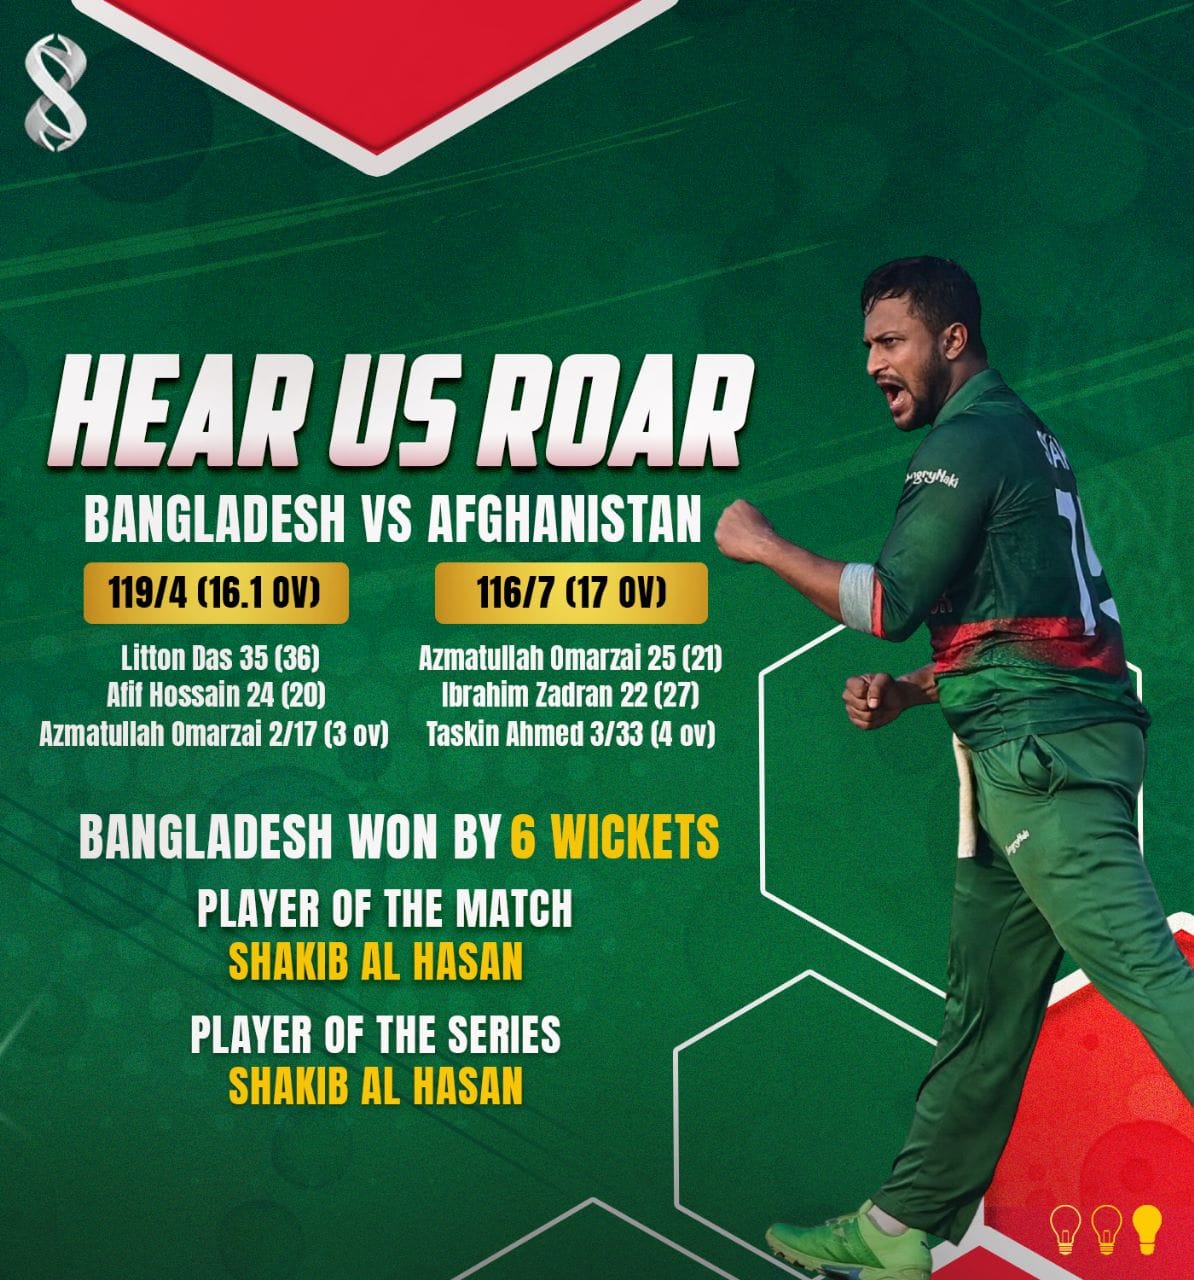 HEAR US ROAR
BANGLADESH VS AFGHANISTAN
119/4 (16.1 OV)
116/7 (17 OV)
Litton Das 35 (36)
Afif Hossain 24 (20)
Azmatullah Omarzai 2/17 (3 ov)
Azmatullah Omarzai 25 (21)
Ibrahim Zadran 22 (27)
Taskin Ahmed 3/33 (4 ov)
BANGLADESH WON BY 6 WICKETS
PLAYER OF THE MATCH
SHAKIB AL HASAN
PLAYER OF THE SERIES
SHAKIB AL HASAN